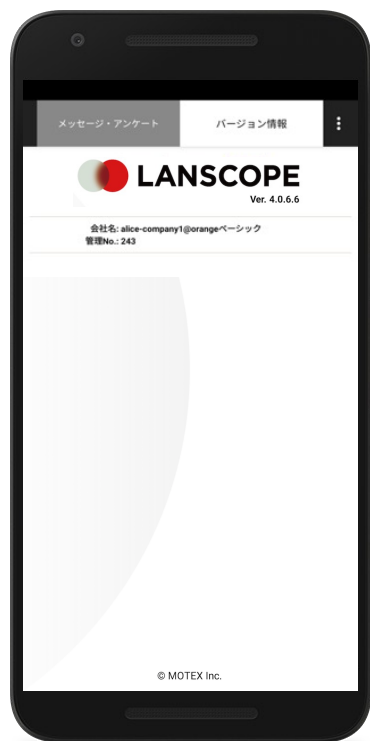 メッセージ・アンケート
バージョン情報
LANSCOPE
Ver. 4.0.6.6
会社名: alice-company1@orangeベーシック
管理No.: 243
© MOTEX Inc.